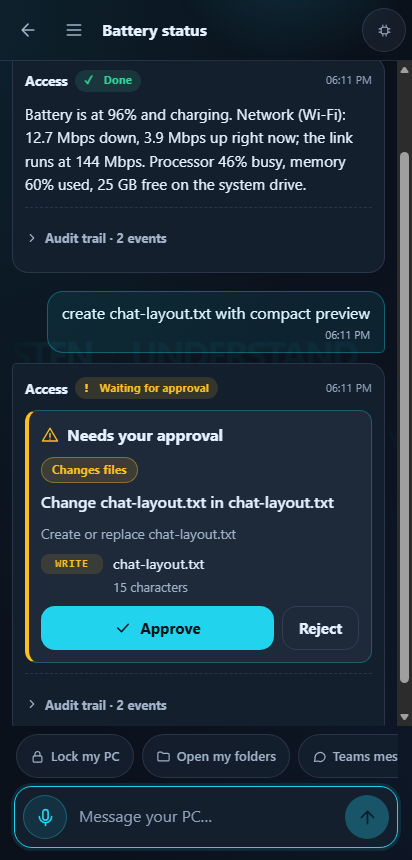 Battery status
Access ✓ Done 06:11 PM
Battery is at 96% and charging. Network (Wi-Fi):
12.7 Mbps down, 3.9 Mbps up right now; the link
runs at 144 Mbps. Processor 46% busy, memory
60% used, 25 GB free on the system drive.
Audit trail · 2 events
create chat-layout.txt with compact preview
06:11 PM
Access ! Waiting for approval 06:11 PM
Needs your approval
Changes files
Change chat-layout.txt in chat-layout.txt
Create or replace chat-layout.txt
WRITE chat-layout.txt
15 characters
Approve Reject
Audit trail · 2 events
Lock my PC Open my folders Teams mes
Message your PC...